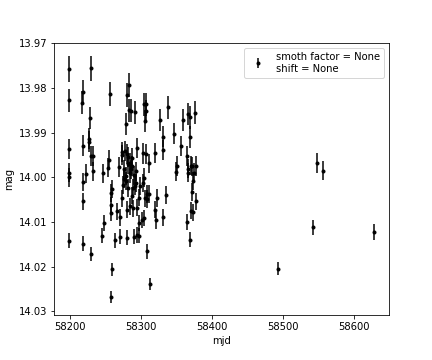 13.97
13.98
13.99
14.00
14.01
14.02
14.03
mag
58200 58300 58400 58500 58600
mjd
smoth factor = None
shift = None